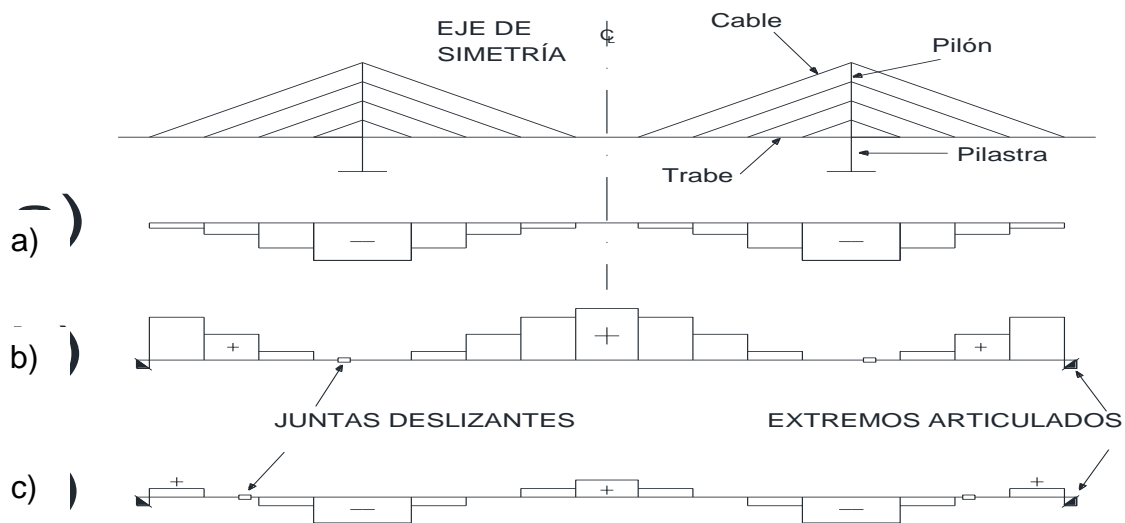 EJE DE
SIMETRÍA
℄
Cable
Pilón
Pilastra
Trabe
a)
b)
JUNTAS DESLIZANTES
EXTREMOS ARTICULADOS
c)